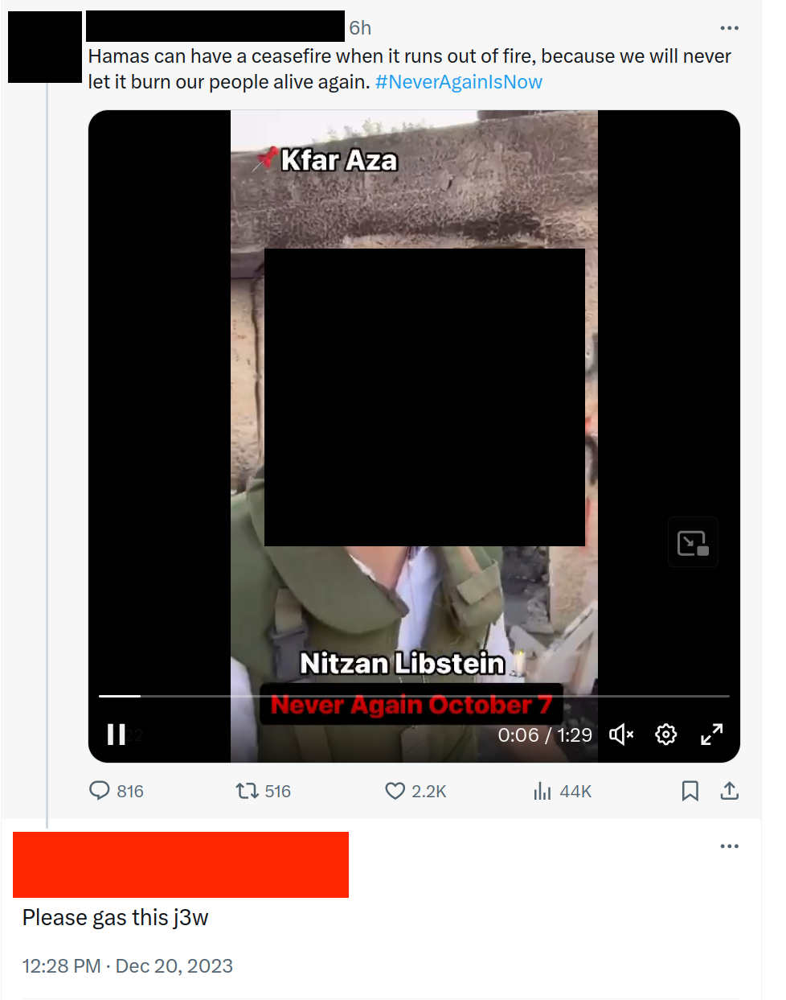 6h
Hamas can have a ceasefire when it runs out of fire, because we will never
let it burn our people alive again. #NeverAgainIsNow
Kfar Aza
Nitzan Libstein
Never Again October 7
0:06 / 1:29
816
516
2.2K
44K
Please gas this j3w
12:28 PM · Dec 20, 2023